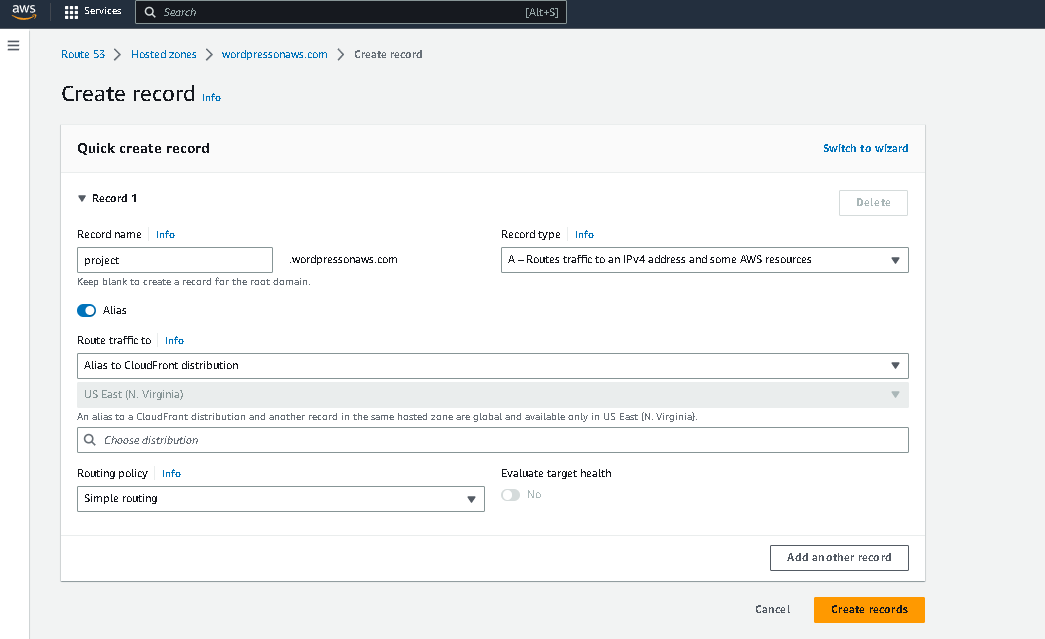 aws Services Search [Alt+S]
Route 53 Hosted zones wordpressonaws.com Create record
Create record Info
Quick create record Switch to wizard
Record 1 Delete
Record name Info Record type Info
project .wordpressonaws.com A – Routes traffic to an IPv4 address and some AWS resources
Keep blank to create a record for the root domain.
Alias
Route traffic to Info
Alias to CloudFront distribution
US East (N. Virginia)
An alias to a CloudFront distribution and another record in the same hosted zone are global and available only in US East (N. Virginia).
Choose distribution
Routing policy Info Evaluate target health
Simple routing No
Add another record
Cancel Create records